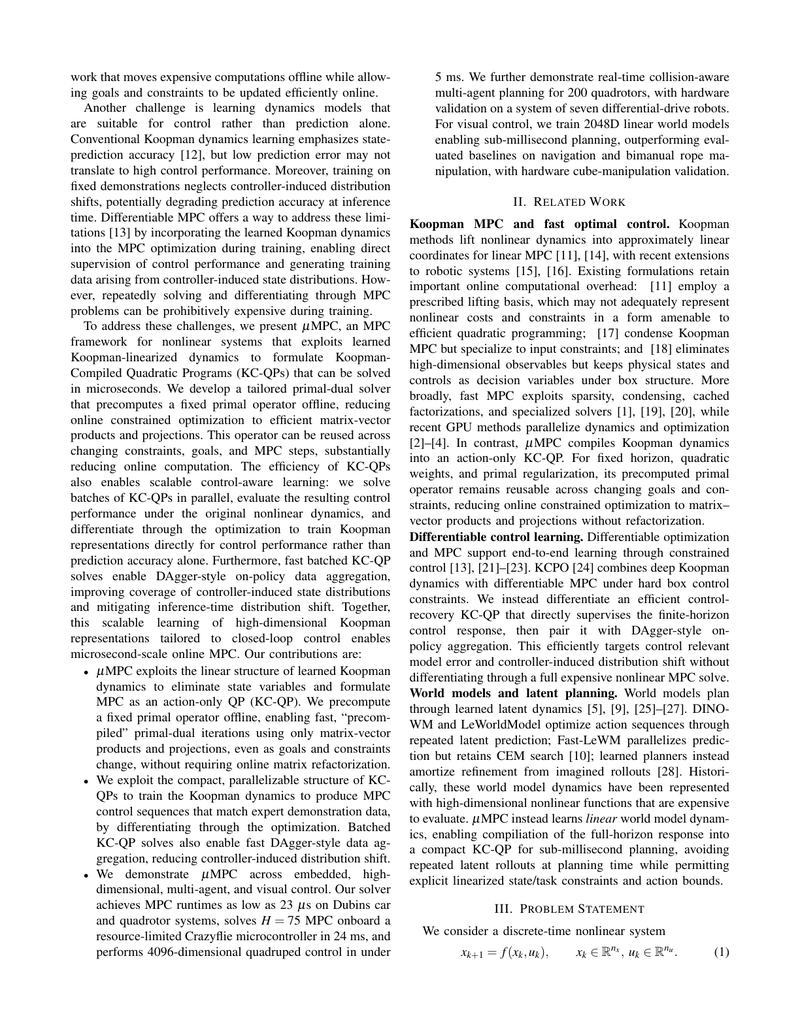 work that moves expensive computations offline while allow-
ing goals and constraints to be updated efficiently online.
Another challenge is learning dynamics models that
are suitable for control rather than prediction alone.
Conventional Koopman dynamics learning emphasizes state-
prediction accuracy [12], but low prediction error may not
translate to high control performance. Moreover, training on
fixed demonstrations neglects controller-induced distribution
shifts, potentially degrading prediction accuracy at inference
time. Differentiable MPC offers a way to address these limi-
tations [13] by incorporating the learned Koopman dynamics
into the MPC optimization during training, enabling direct
supervision of control performance and generating training
data arising from controller-induced state distributions. How-
ever, repeatedly solving and differentiating through MPC
problems can be prohibitively expensive during training.
To address these challenges, we present μMPC, an MPC
framework for nonlinear systems that exploits learned
Koopman-linearized dynamics to formulate Koopman-
Compiled Quadratic Programs (KC-QPs) that can be solved
in microseconds. We develop a tailored primal-dual solver
that precomputes a fixed primal operator offline, reducing
online constrained optimization to efficient matrix-vector
products and projections. This operator can be reused across
changing constraints, goals, and MPC steps, substantially
reducing online computation. The efficiency of KC-QPs
also enables scalable control-aware learning: we solve
batches of KC-QPs in parallel, evaluate the resulting control
performance under the original nonlinear dynamics, and
differentiate through the optimization to train Koopman
representations directly for control performance rather than
prediction accuracy alone. Furthermore, fast batched KC-QP
solves enable DAgger-style on-policy data aggregation,
improving coverage of controller-induced state distributions
and mitigating inference-time distribution shift. Together,
this scalable learning of high-dimensional Koopman
representations tailored to closed-loop control enables
microsecond-scale online MPC. Our contributions are:
• μMPC exploits the linear structure of learned Koopman
dynamics to eliminate state variables and formulate
MPC as an action-only QP (KC-QP). We precompute
a fixed primal operator offline, enabling fast, “precom-
piled” primal-dual iterations using only matrix-vector
products and projections, even as goals and constraints
change, without requiring online matrix refactorization.
• We exploit the compact, parallelizable structure of KC-
QPs to train the Koopman dynamics to produce MPC
control sequences that match expert demonstration data,
by differentiating through the optimization. Batched
KC-QP solves also enable fast DAgger-style data ag-
gregation, reducing controller-induced distribution shift.
• We demonstrate μMPC across embedded, high-
dimensional, multi-agent, and visual control. Our solver
achieves MPC runtimes as low as 23 μs on Dubins car
and quadrotor systems, solves H = 75 MPC onboard a
resource-limited Crazyflie microcontroller in 24 ms, and
performs 4096-dimensional quadruped control in under
5 ms. We further demonstrate real-time collision-aware
multi-agent planning for 200 quadrotors, with hardware
validation on a system of seven differential-drive robots.
For visual control, we train 2048D linear world models
enabling sub-millisecond planning, outperforming eval-
uated baselines on navigation and bimanual rope ma-
nipulation, with hardware cube-manipulation validation.
II. RELATED WORK
Koopman MPC and fast optimal control. Koopman
methods lift nonlinear dynamics into approximately linear
coordinates for linear MPC [11], [14], with recent extensions
to robotic systems [15], [16]. Existing formulations retain
important online computational overhead: [11] employ a
prescribed lifting basis, which may not adequately represent
nonlinear costs and constraints in a form amenable to
efficient quadratic programming; [17] condense Koopman
MPC but specialize to input constraints; and [18] eliminates
high-dimensional observables but keeps physical states and
controls as decision variables under box structure. More
broadly, fast MPC exploits sparsity, condensing, cached
factorizations, and specialized solvers [1], [19], [20], while
recent GPU methods parallelize dynamics and optimization
[2]–[4]. In contrast, μMPC compiles Koopman dynamics
into an action-only KC-QP. For fixed horizon, quadratic
weights, and primal regularization, its precomputed primal
operator remains reusable across changing goals and con-
straints, reducing online constrained optimization to matrix–
vector products and projections without refactorization.
Differentiable control learning. Differentiable optimization
and MPC support end-to-end learning through constrained
control [13], [21]–[23]. KCPO [24] combines deep Koopman
dynamics with differentiable MPC under hard box control
constraints. We instead differentiate an efficient control-
recovery KC-QP that directly supervises the finite-horizon
control response, then pair it with DAgger-style on-
policy aggregation. This efficiently targets control relevant
model error and controller-induced distribution shift without
differentiating through a full expensive nonlinear MPC solve.
World models and latent planning. World models plan
through learned latent dynamics [5], [9], [25]–[27]. DINO-
WM and LeWorldModel optimize action sequences through
repeated latent prediction; Fast-LeWM parallelizes predic-
tion but retains CEM search [10]; learned planners instead
amortize refinement from imagined rollouts [28]. Histori-
cally, these world model dynamics have been represented
with high-dimensional nonlinear functions that are expensive
to evaluate. μMPC instead learns linear world model dynam-
ics, enabling compiliation of the full-horizon response into
a compact KC-QP for sub-millisecond planning, avoiding
repeated latent rollouts at planning time while permitting
explicit linearized state/task constraints and action bounds.
III. PROBLEM STATEMENT
We consider a discrete-time nonlinear system
x_{k+1} = f(x_k, u_k), x_k ∈ ℝ^{n_x}, u_k ∈ ℝ^{n_u}. (1)